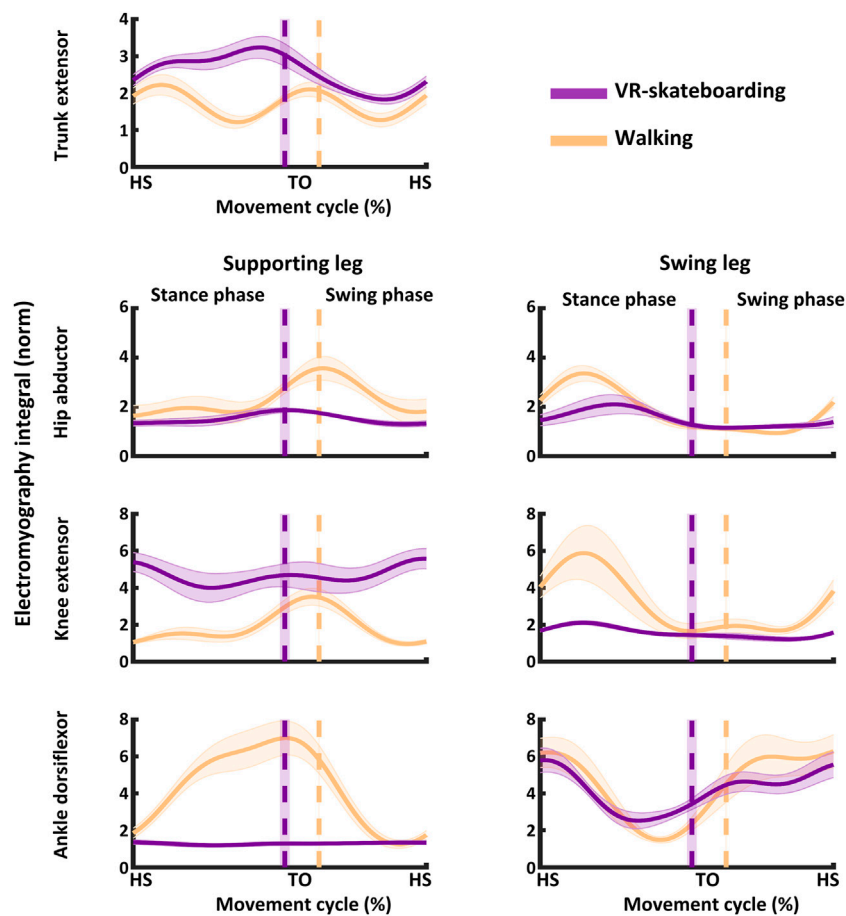 Trunk extensor
4
3
2
1
0
HS
TO
HS
Movement cycle (%)
VR-skateboarding
Walking
Electromyography integral (norm)
Supporting leg
Swing leg
Stance phase
Swing phase
Stance phase
Swing phase
Hip abductor
6
4
2
0
6
4
2
0
Knee extensor
8
6
4
2
0
8
6
4
2
0
Ankle dorsiflexor
8
6
4
2
0
HS
TO
HS
Movement cycle (%)
8
6
4
2
0
HS
TO
HS
Movement cycle (%)